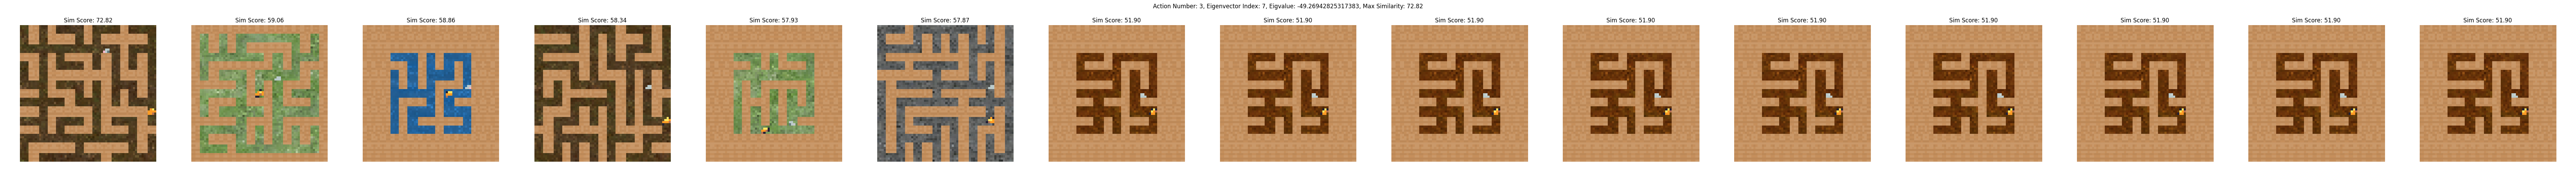 Action Number: 3, Eigenvector Index: 7, Eigvalue: -49.26942825317383, Max Similarity: 72.82
Sim Score: 72.82
Sim Score: 59.06
Sim Score: 58.86
Sim Score: 58.34
Sim Score: 57.93
Sim Score: 57.87
Sim Score: 51.90
Sim Score: 51.90
Sim Score: 51.90
Sim Score: 51.90
Sim Score: 51.90
Sim Score: 51.90
Sim Score: 51.90
Sim Score: 51.90
Sim Score: 51.90